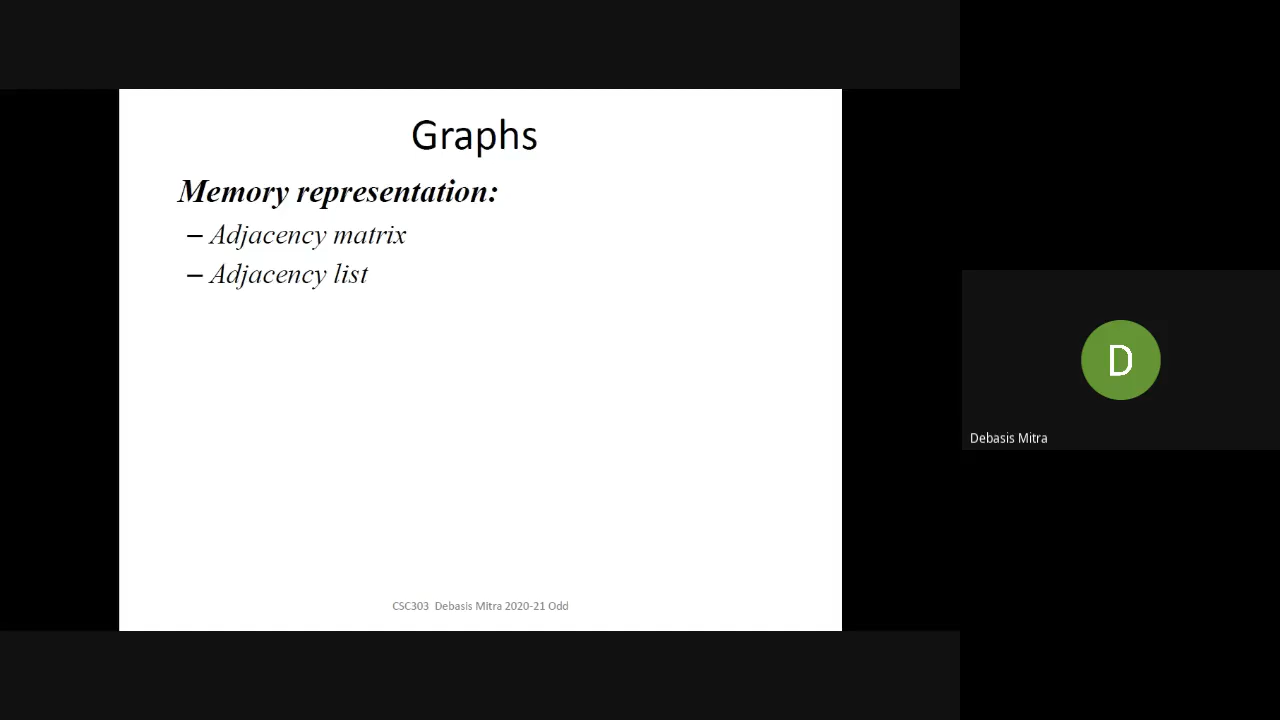 Graphs
Memory representation:
– Adjacency matrix
– Adjacency list
CSC303 Debasis Mitra 2020-21 Odd
D
Debasis Mitra